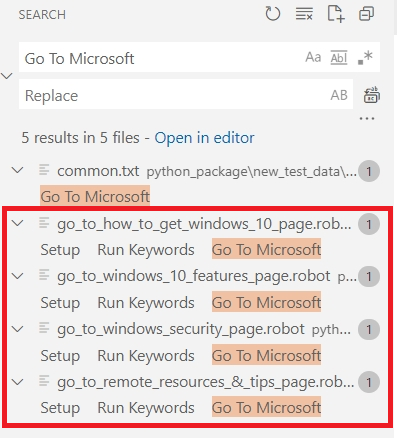 SEARCH
Go To Microsoft Aa Abl .*
Replace AB
5 results in 5 files - Open in editor
common.txt python_package\new_test_data\... 1
Go To Microsoft
go_to_how_to_get_windows_10_page.rob... 1
Setup Run Keywords Go To Microsoft
go_to_windows_10_features_page.robot p... 1
Setup Run Keywords Go To Microsoft
go_to_windows_security_page.robot pyth... 1
Setup Run Keywords Go To Microsoft
go_to_remote_resources_&_tips_page.rob... 1
Setup Run Keywords Go To Microsoft